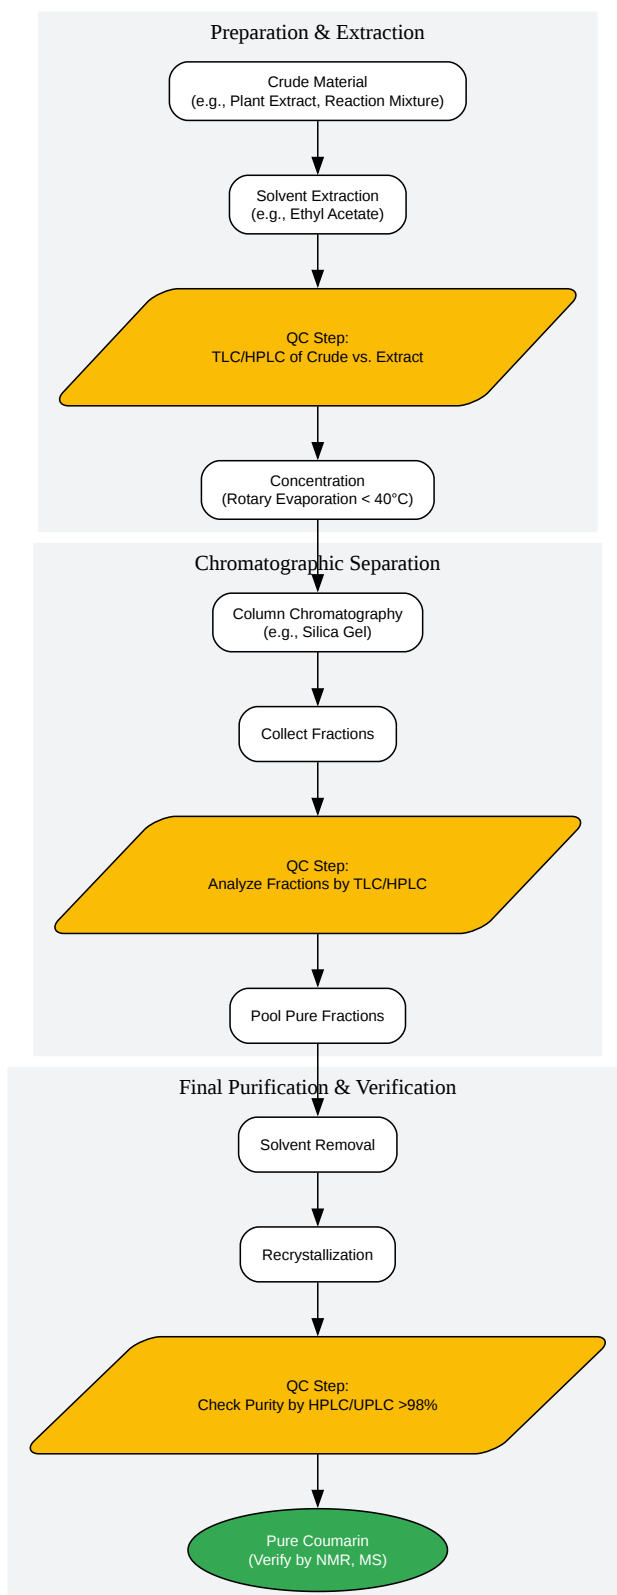 Preparation & Extraction
Crude Material
(e.g., Plant Extract, Reaction Mixture)
Solvent Extraction
(e.g., Ethyl Acetate)
QC Step:
TLC/HPLC of Crude vs. Extract
Concentration
(Rotary Evaporation < 40°C)
Chromatographic Separation
Column Chromatography
(e.g., Silica Gel)
Collect Fractions
QC Step:
Analyze Fractions by TLC/HPLC
Pool Pure Fractions
Final Purification & Verification
Solvent Removal
Recrystallization
QC Step:
Check Purity by HPLC/UPLC >98%
Pure Coumarin
(Verify by NMR, MS)